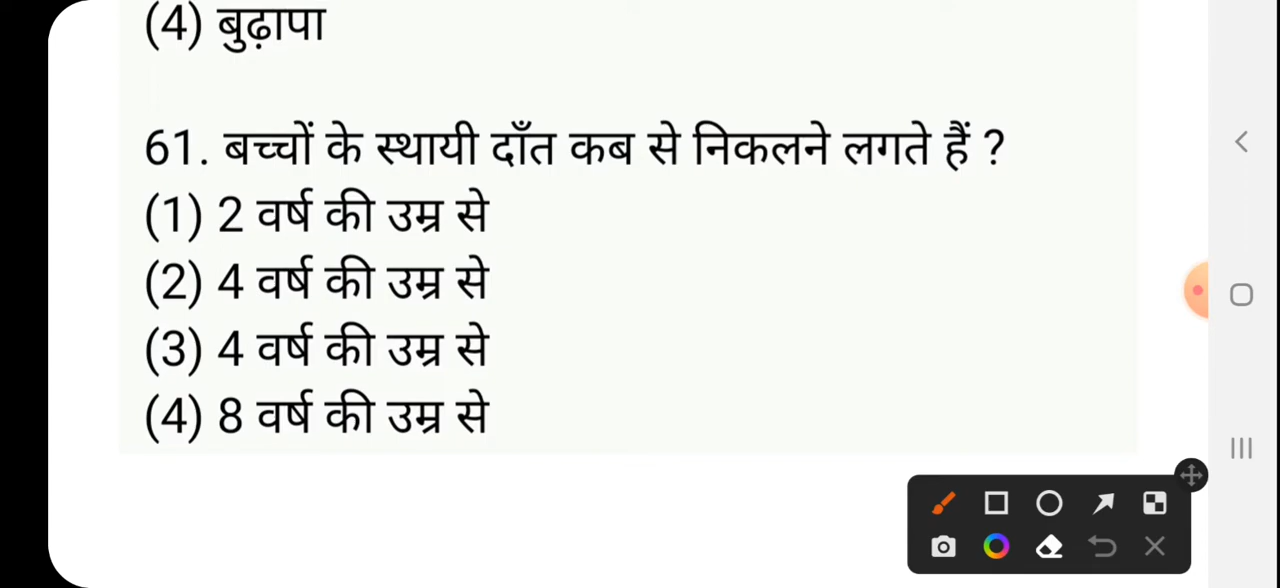 (4) बुढ़ापा
61. बच्चों के स्थायी दाँत कब से निकलने लगते हैं ?
(1) 2 वर्ष की उम्र से
(2) 4 वर्ष की उम्र से
(3) 4 वर्ष की उम्र से
(4) 8 वर्ष की उम्र से